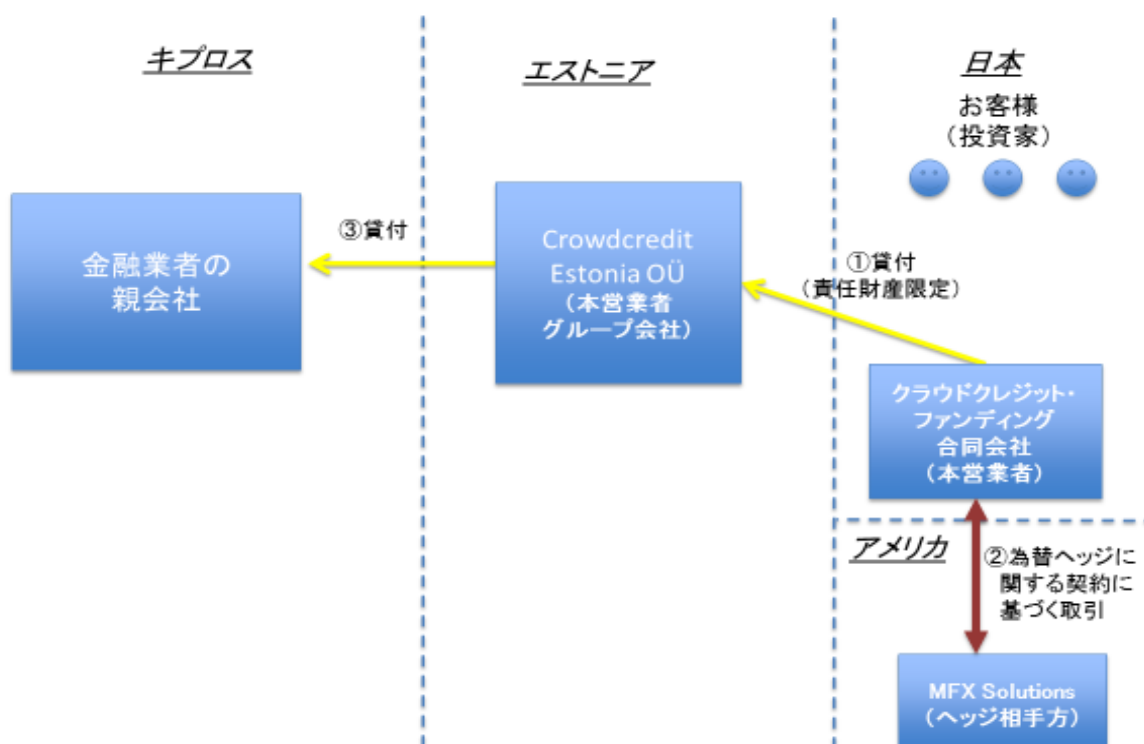 キプロス
エストニア
日本
お客様
（投資家）
③貸付
金融業者の
親会社
Crowdcredit
Estonia OÜ
（本営業者
グループ会社）
①貸付
（責任財産限定）
クラウドクレジット・
ファンディング
合同会社
（本営業者）
アメリカ
②為替ヘッジに
関する契約に
基づく取引
MFX Solutions
（ヘッジ相手方）